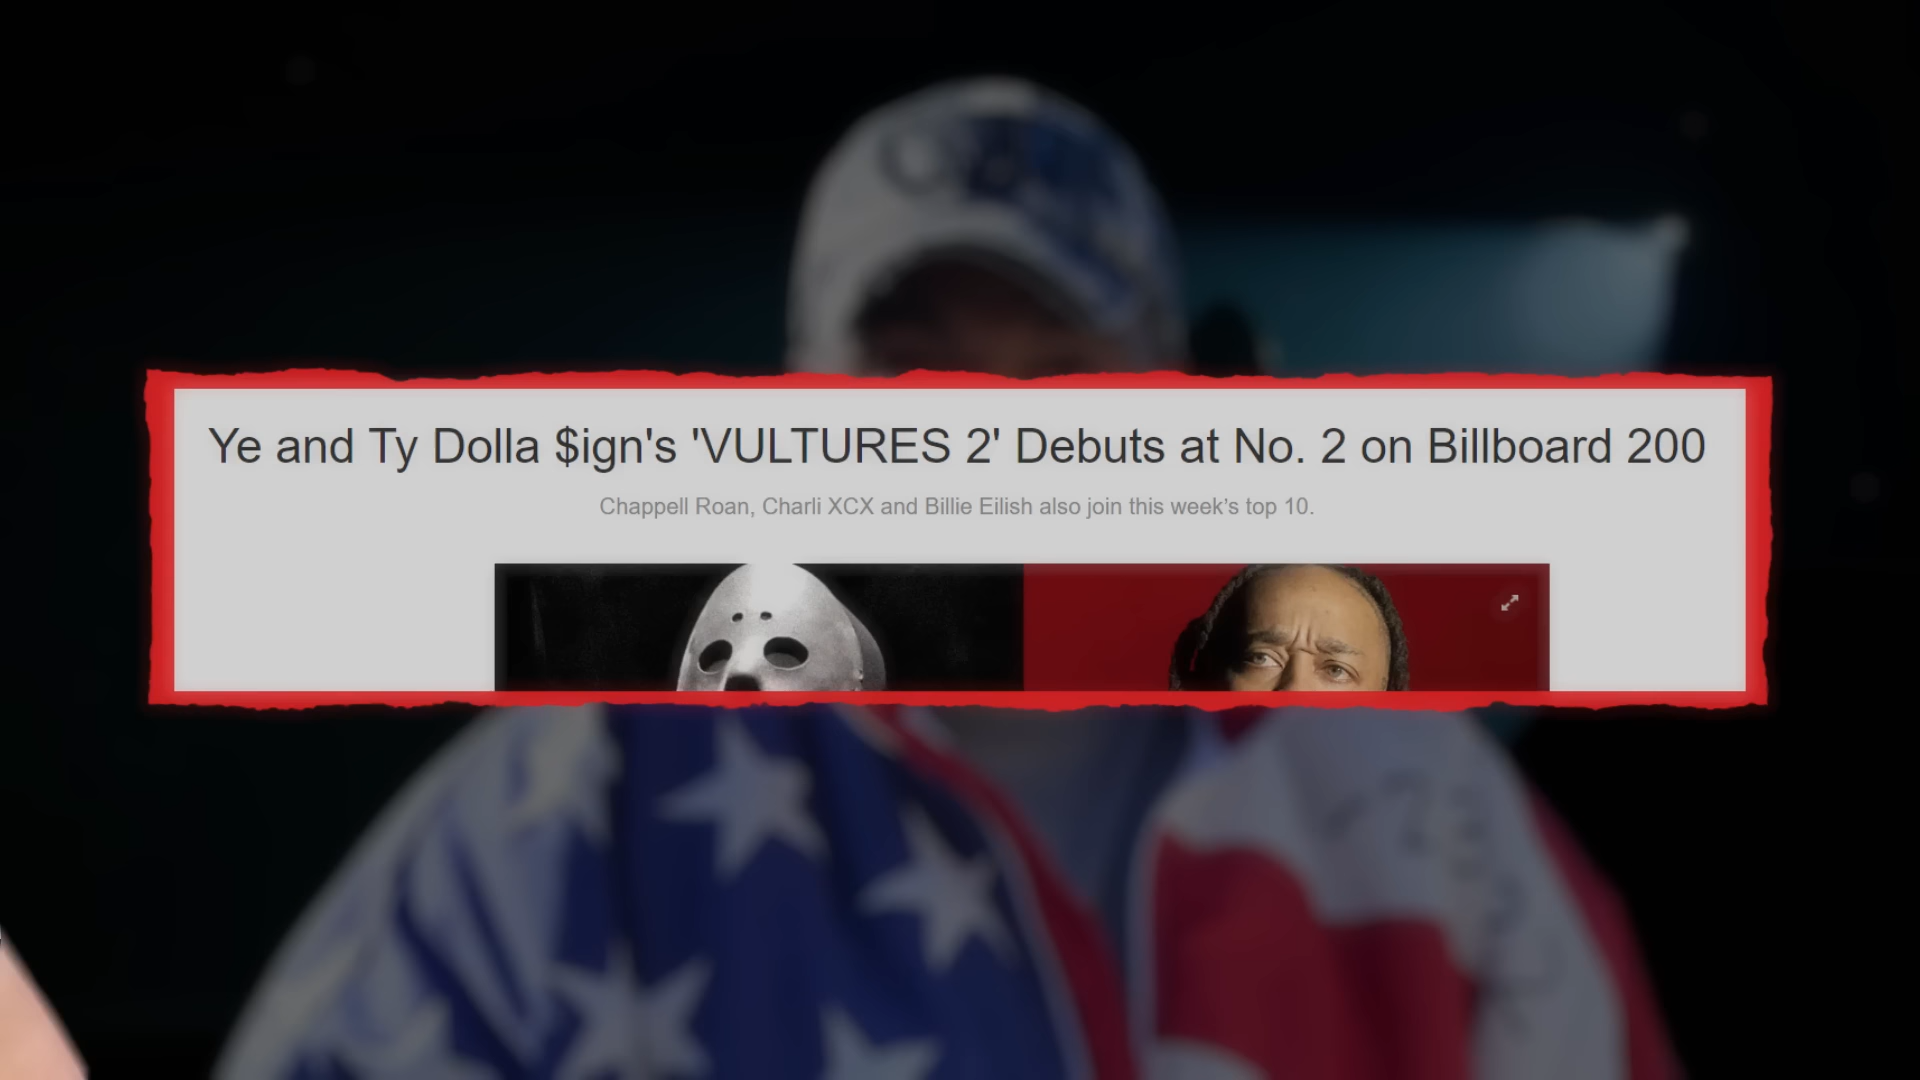 Ye and Ty Dolla $ign's 'VULTURES 2' Debuts at No. 2 on Billboard 200
Chappell Roan, Charli XCX and Billie Eilish also join this week's top 10.